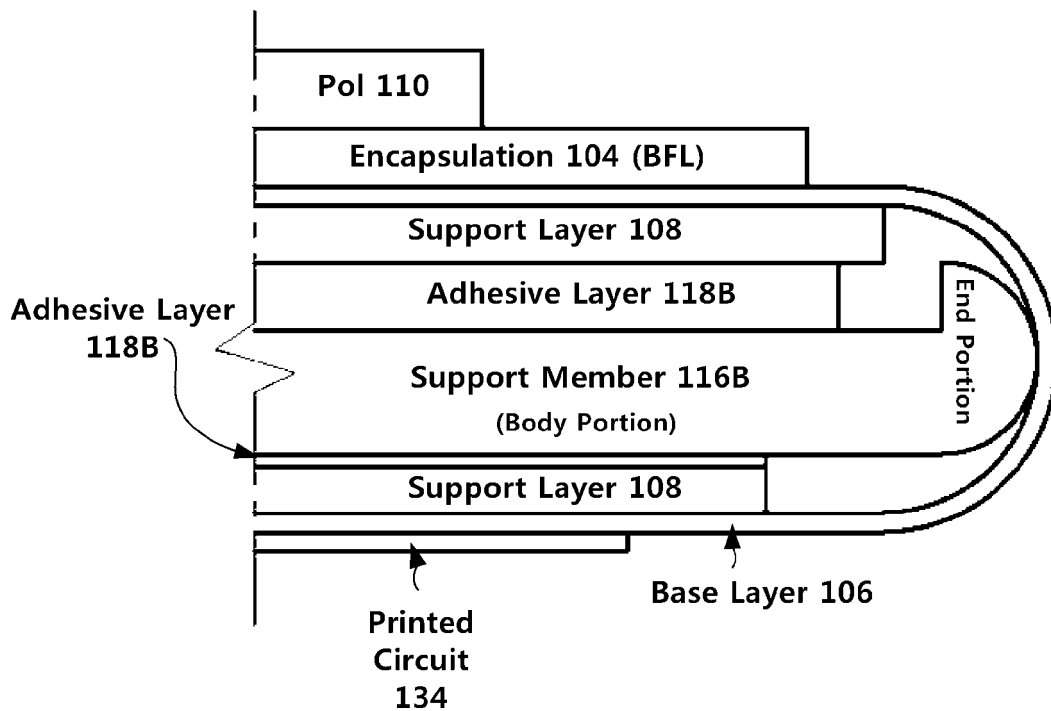 Pol 110
Encapsulation 104 (BFL)
Support Layer 108
Adhesive Layer 118B
Adhesive Layer
118B
End Portion
Support Member 116B
(Body Portion)
Support Layer 108
Base Layer 106
Printed
Circuit
134